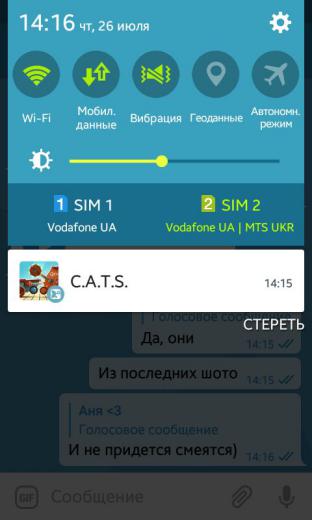 14:16 чт, 26 июля
Wi-Fi
Мобил.
данные
Вибрация
Геоданные
Автономн.
режим
1 SIM 1
Vodafone UA
2 SIM 2
Vodafone UA | MTS UKR
C.A.T.S.
14:15
СТЕРЕТЬ
Голосовое сообщение
Да, они
14:15
Из последних шото
14:15
Аня <3
Голосовое сообщение
И не придется смеятся)
14:16
GIF
Сообщение